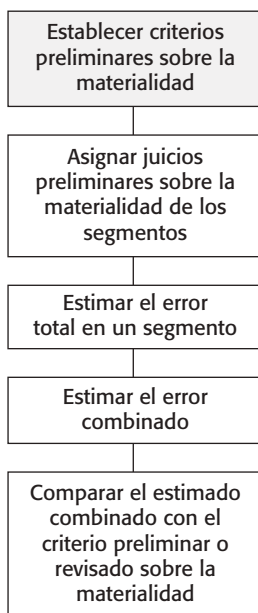 Establecer criterios
preliminares sobre la
materialidad
Asignar juicios
preliminares sobre la
materialidad de los
segmentos
Estimar el error
total en un segmento
Estimar el error
combinado
Comparar el estimado
combinado con el
criterio preliminar o
revisado sobre la
materialidad